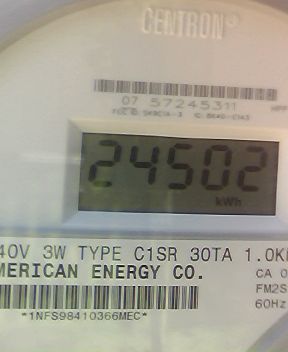 CENTRON®
07 57245311
24502
kWh
40V 3W TYPE C1SR 30TA 1.0K
MERICAN ENERGY CO.
CA 0
FM2S
60Hz
*1NFS98410366MEC*